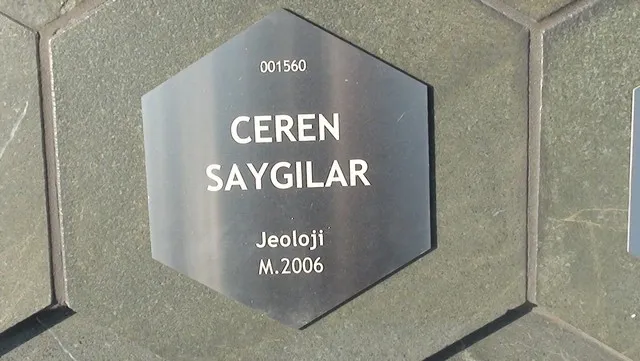 001560
CEREN
SAYGILAR
Jeoloji
M.2006